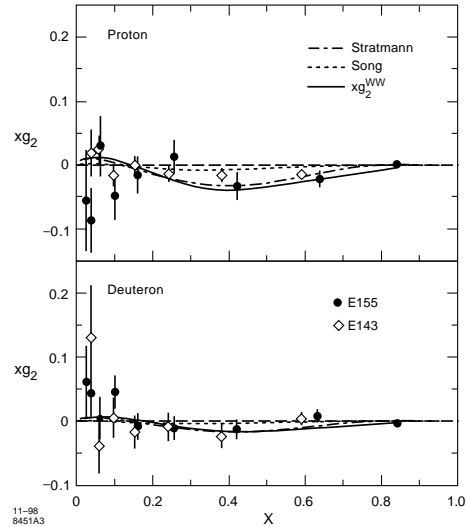 0.2
Proton
Stratmann
Song
xg2WW
0.1
xg2
0
−0.1
Deuteron
0.2
E155
E143
0.1
xg2
0
−0.1
0
0.2
0.4
0.6
0.8
1.0
X
11–98
8451A3